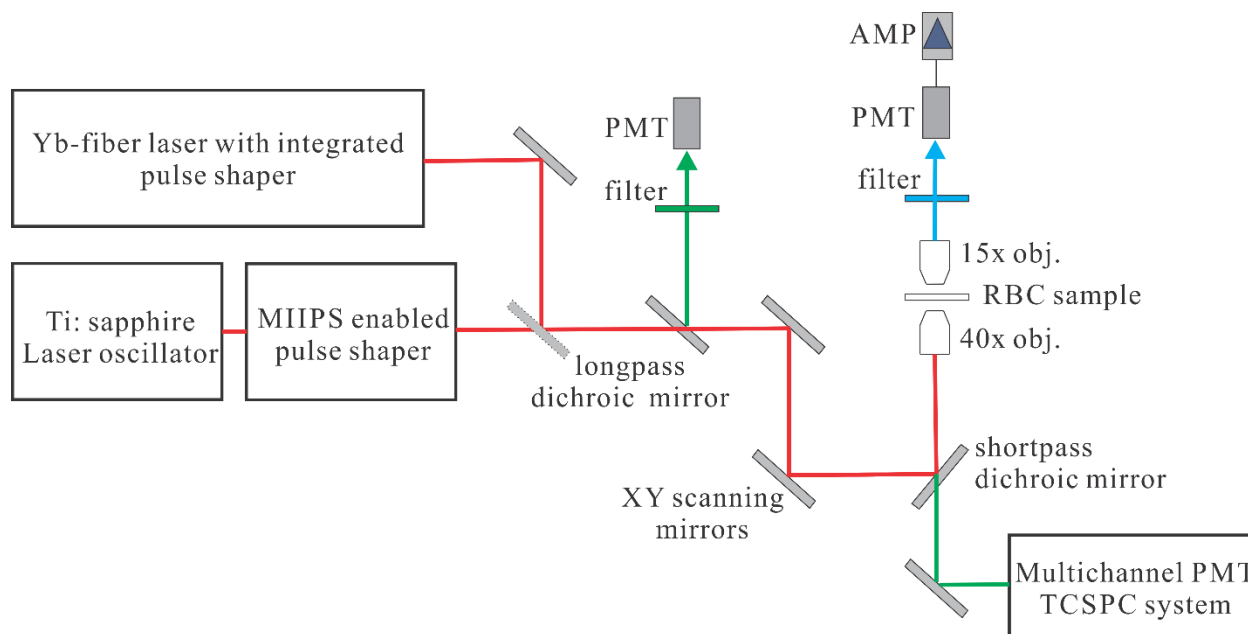 AMP
PMT
PMT
Yb-fiber laser with integrated
pulse shaper
filter
filter
15x obj.
RBC sample
40x obj.
Ti: sapphire
Laser oscillator
MIIPS enabled
pulse shaper
longpass
dichroic mirror
shortpass
dichroic mirror
XY scanning
mirrors
Multichannel PMT
TCSPC system